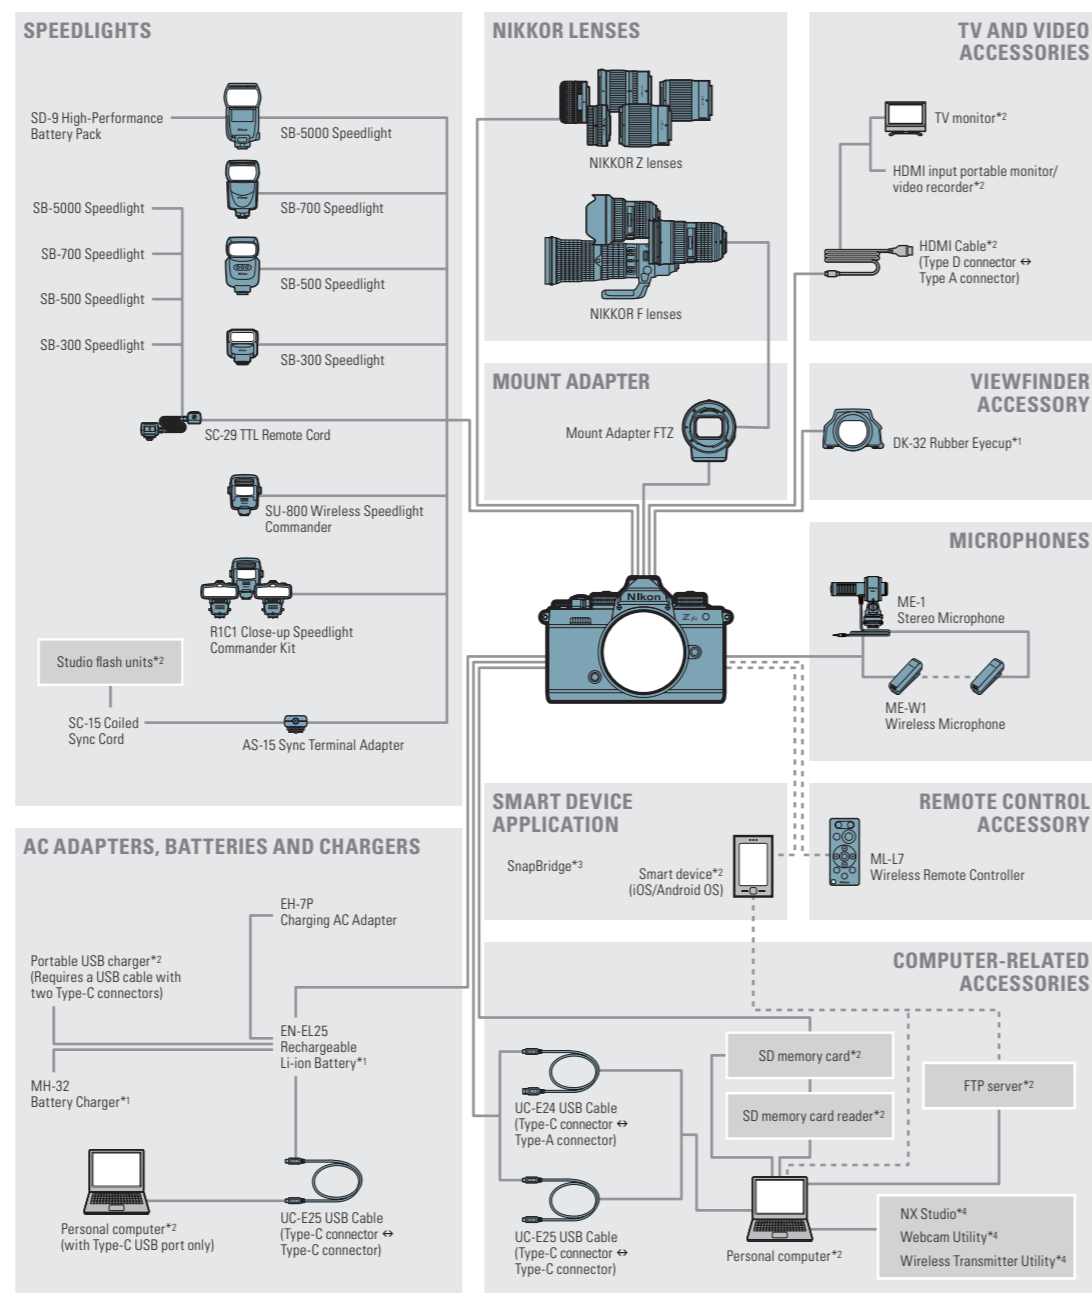 SPEEDLIGHTS
SD-9 High-Performance
Battery Pack
SB-5000 Speedlight
SB-700 Speedlight
SB-500 Speedlight
SB-300 Speedlight
SB-5000 Speedlight
SB-700 Speedlight
SB-500 Speedlight
SB-300 Speedlight
SC-29 TTL Remote Cord
SU-800 Wireless Speedlight
Commander
R1C1 Close-up Speedlight
Commander Kit
Studio flash units*2
SC-15 Coiled
Sync Cord
AS-15 Sync Terminal Adapter
NIKKOR LENSES
NIKKOR Z lenses
NIKKOR F lenses
MOUNT ADAPTER
Mount Adapter FTZ
TV AND VIDEO
ACCESSORIES
TV monitor*2
HDMI input portable monitor/
video recorder*2
HDMI Cable*2
(Type D connector ↔
Type A connector)
VIEWFINDER
ACCESSORY
DK-32 Rubber Eyecup*1
Nikon
Z fc
MICROPHONES
ME-1
Stereo Microphone
ME-W1
Wireless Microphone
SMART DEVICE
APPLICATION
SnapBridge*3
Smart device*2
(iOS/Android OS)
REMOTE CONTROL
ACCESSORY
ML-L7
Wireless Remote Controller
AC ADAPTERS, BATTERIES AND CHARGERS
EH-7P
Charging AC Adapter
Portable USB charger*2
(Requires a USB cable with
two Type-C connectors)
EN-EL25
Rechargeable
Li-ion Battery*1
MH-32
Battery Charger*1
Personal computer*2
(with Type-C USB port only)
UC-E25 USB Cable
(Type-C connector ↔
Type-C connector)
COMPUTER-RELATED
ACCESSORIES
UC-E24 USB Cable
(Type-C connector ↔
Type-A connector)
UC-E25 USB Cable
(Type-C connector ↔
Type-C connector)
SD memory card*2
SD memory card reader*2
FTP server*2
Personal computer*2
NX Studio*4
Webcam Utility*4
Wireless Transmitter Utility*4